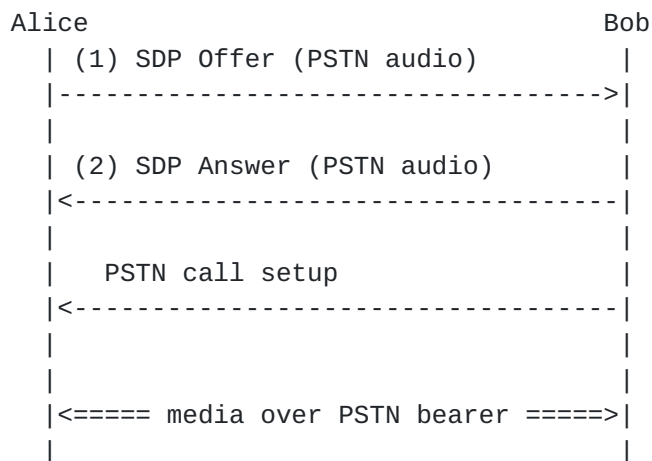 Alice                                      Bob
  | (1) SDP Offer (PSTN audio)         |
  |----------------------------------->|
  |                                    |
  | (2) SDP Answer (PSTN audio)        |
  |<-----------------------------------|
  |                                    |
  |   PSTN call setup                  |
  |<-----------------------------------|
  |                                    |
  |                                    |
  |<===== media over PSTN bearer =====>|
  |                                    |